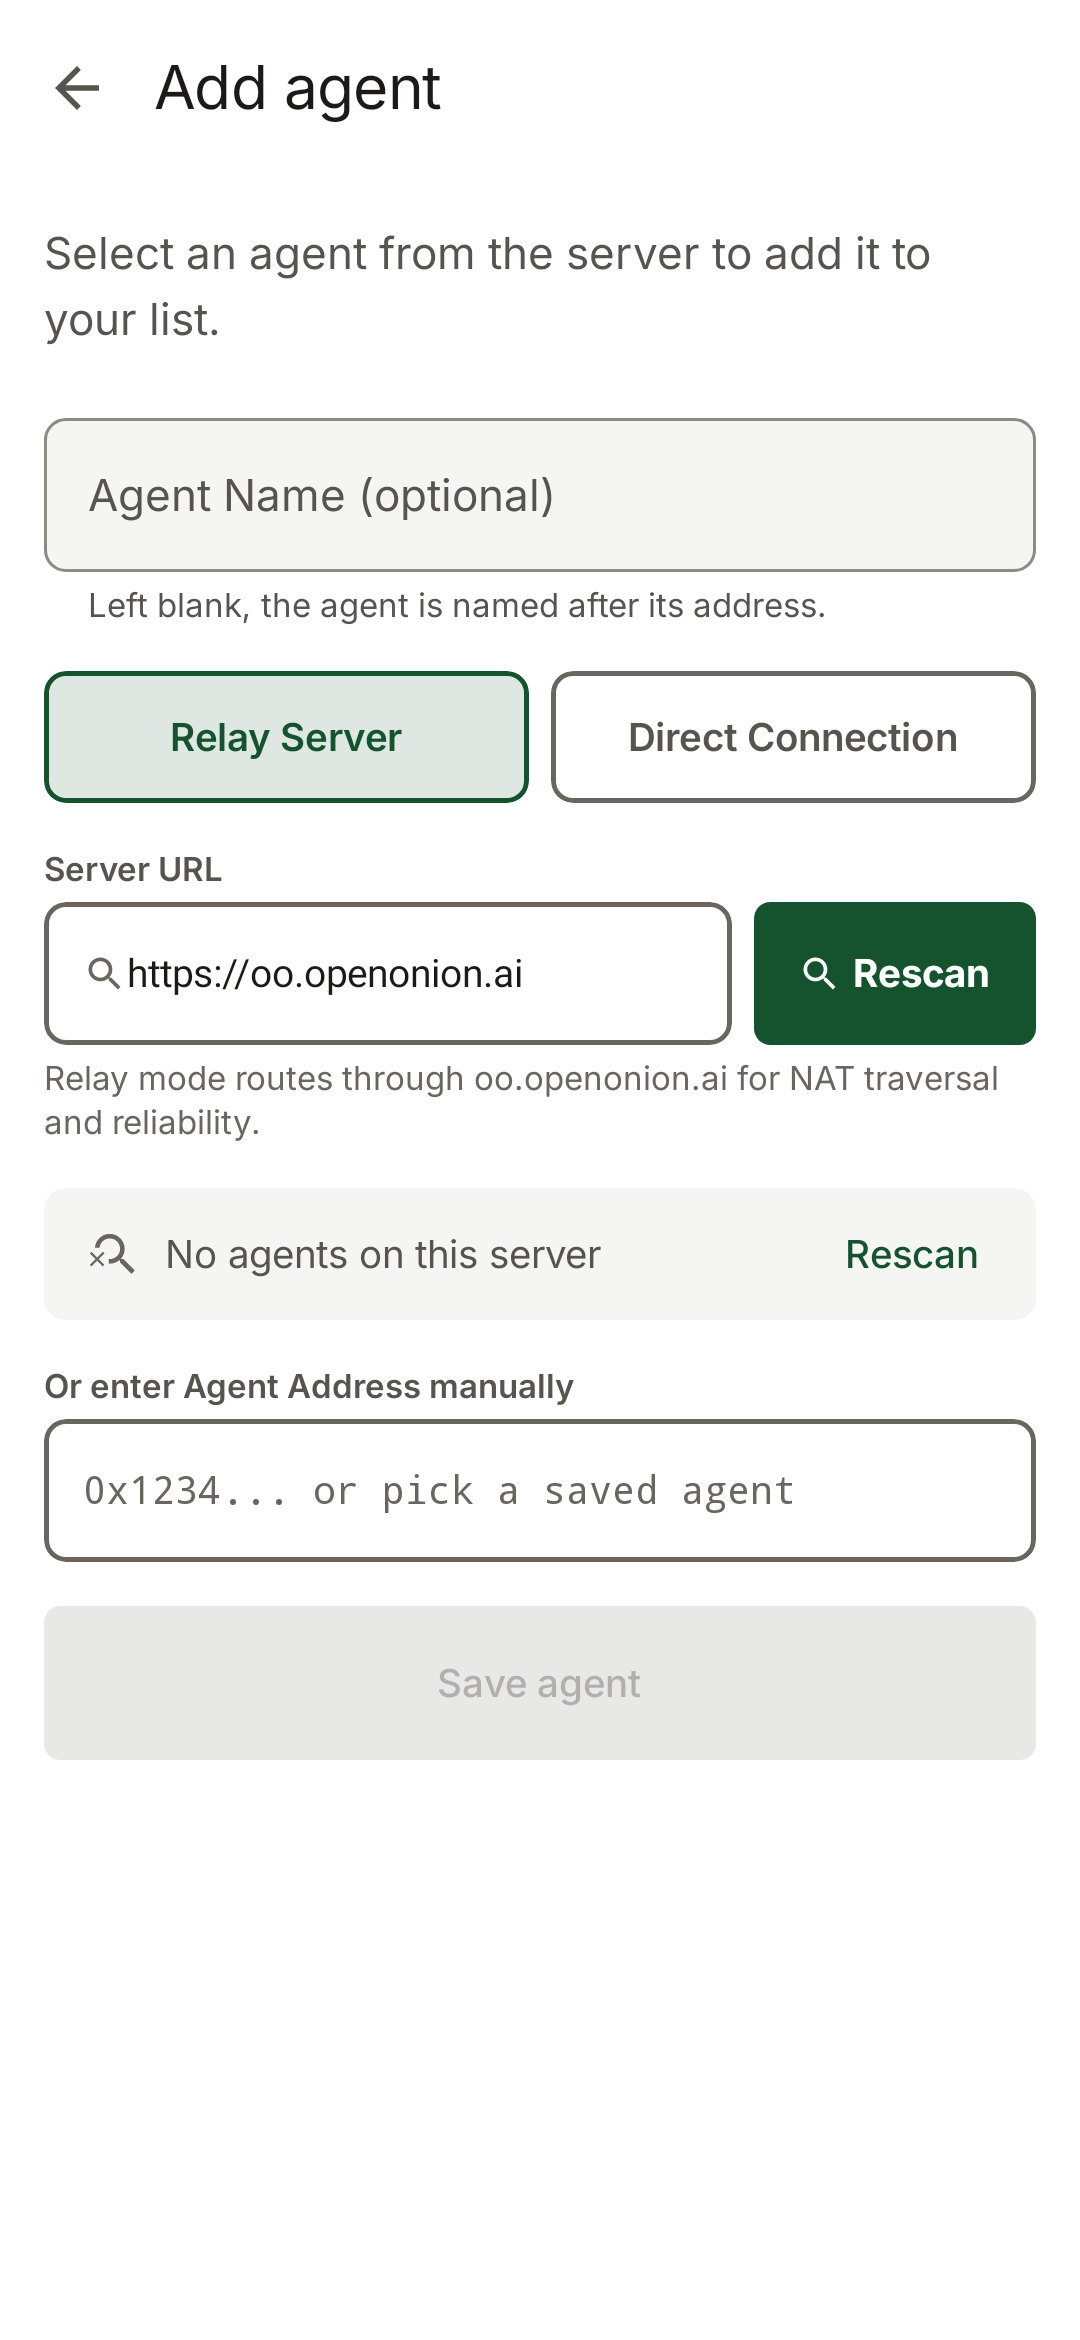 Add agent
Select an agent from the server to add it to
your list.
Agent Name (optional)
Left blank, the agent is named after its address.
Relay Server
Direct Connection
Server URL
https://oo.openonion.ai
Rescan
Relay mode routes through oo.openonion.ai for NAT traversal
and reliability.
No agents on this server
Rescan
Or enter Agent Address manually
0x1234... or pick a saved agent
Save agent